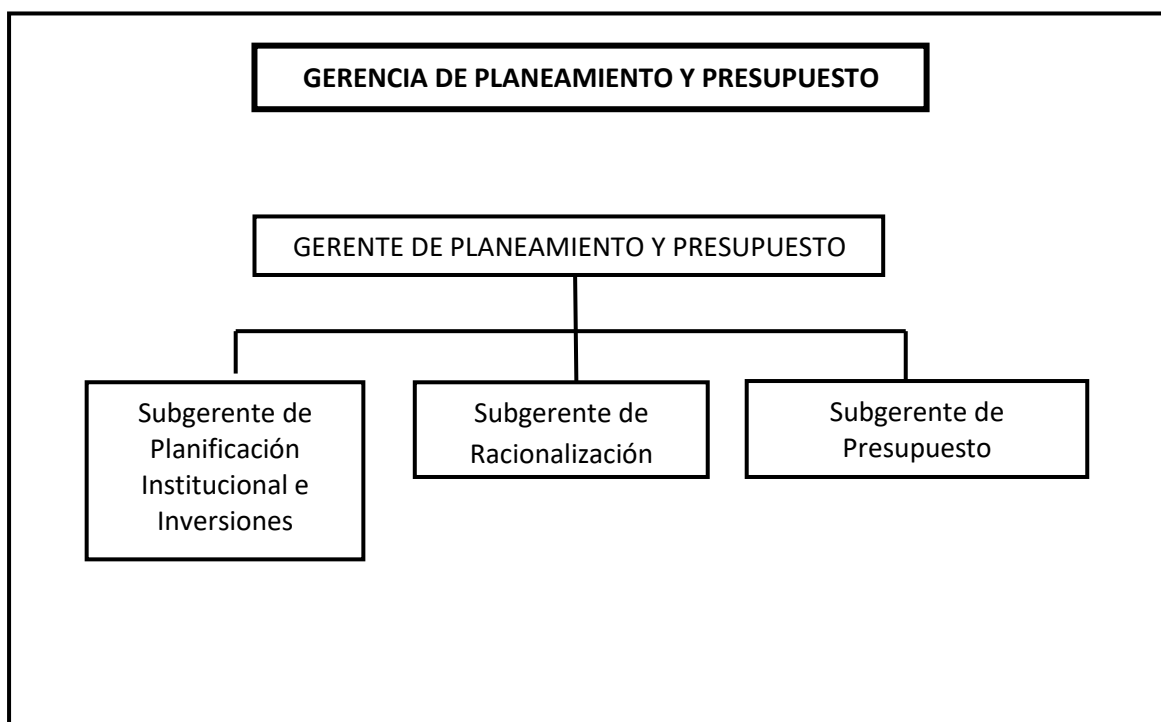 GERENCIA DE PLANEAMIENTO Y PRESUPUESTO
GERENTE DE PLANEAMIENTO Y PRESUPUESTO
Subgerente de
Planificación
Institucional e
Inversiones
Subgerente de
Racionalización
Subgerente de
Presupuesto